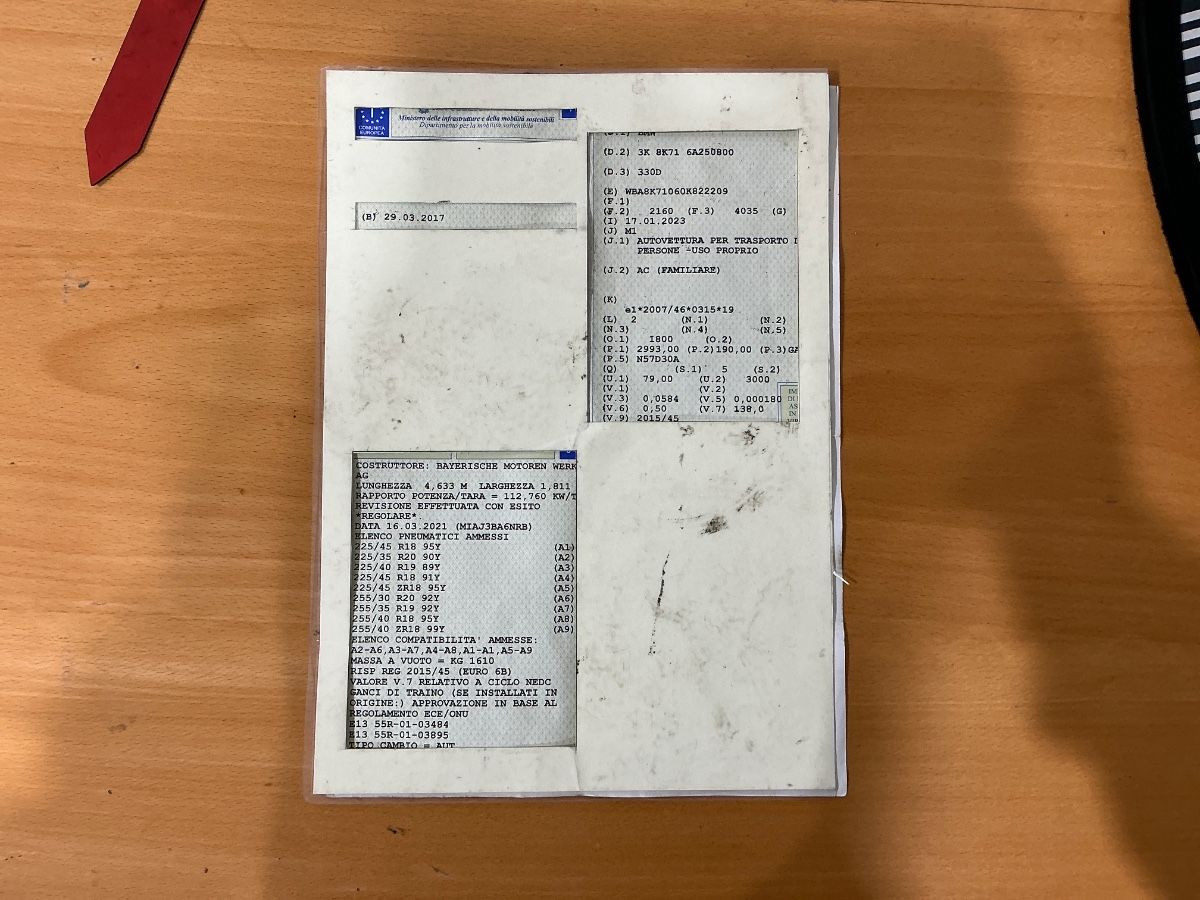 COMUNITA
EUROPEA
Ministero delle infrastrutture e della mobilità sostenibili
Dipartimento per la mobilità sostenibile
(B) 29.03.2017
(D.1) BMW
(D.2) 3K 8K71 6A250B00
(D.3) 330D
(E) WBA8K71060K822209
(F.1)
(F.2) 2160 (F.3) 4035 (G)
(I) 17.01.2023
(J) M1
(J.1) AUTOVETTURA PER TRASPORTO
PERSONE -USO PROPRIO
(J.2) AC (FAMILIARE)
(K)
e1*2007/46*0315*19
(L) 2 (N.1) (N.2)
(N.3) (N.4) (N.5)
(O.1) 1800 (O.2)
(P.1) 2993,00 (P.2)190,00 (P.3)GA
(P.5) N57D30A
(Q) (S.1) 5 (S.2)
(U.1) 79,00 (U.2) 3000
(V.1) (V.2)
(V.3) 0,0584 (V.5) 0,000180
(V.6) 0,50 (V.7) 138,0
(V.9) 2015/45
IM
DI
AS
IN
COSTRUTTORE: BAYERISCHE MOTOREN WERK
AG
LUNGHEZZA 4,633 M LARGHEZZA 1,811
RAPPORTO POTENZA/TARA = 112,760 KW/T
REVISIONE EFFETTUATA CON ESITO
*REGOLARE*
DATA 16.03.2021 (MIAJ3BA6NRB)
ELENCO PNEUMATICI AMMESSI
225/45 R18 95Y (A1)
225/35 R20 90Y (A2)
225/40 R19 89Y (A3)
225/45 R18 91Y (A4)
225/45 ZR18 95Y (A5)
255/30 R20 92Y (A6)
255/35 R19 92Y (A7)
255/40 R18 95Y (A8)
255/40 ZR18 99Y (A9)
ELENCO COMPATIBILITA' AMMESSE:
A2-A6,A3-A7,A4-A8,A1-A1,A5-A9
MASSA A VUOTO = KG 1610
RISP REG 2015/45 (EURO 6B)
VALORE V.7 RELATIVO A CICLO NEDC
GANCI DI TRAINO (SE INSTALLATI IN
ORIGINE:) APPROVAZIONE IN BASE AL
REGOLAMENTO ECE/ONU
E13 55R-01-03484
E13 55R-01-03895
TIPO CAMBIO = AUT